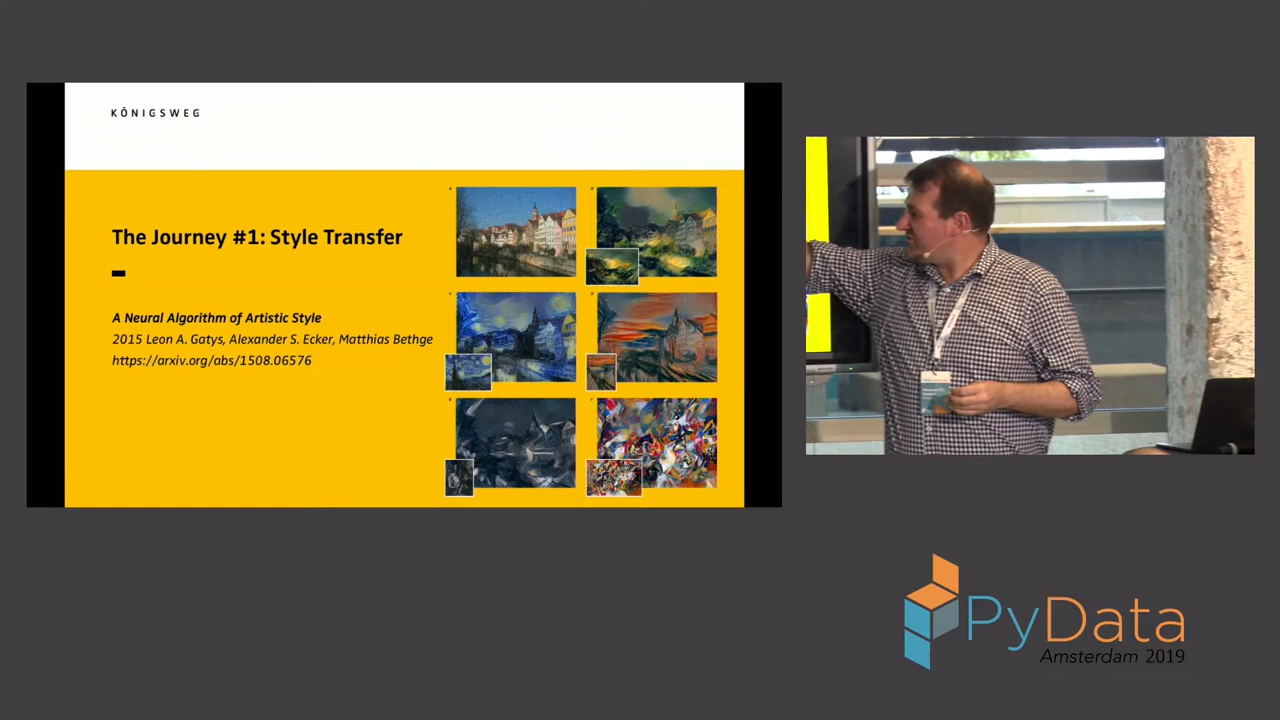 KÖNIGSWEG
The Journey #1: Style Transfer
A Neural Algorithm of Artistic Style
2015 Leon A. Gatys, Alexander S. Ecker, Matthias Bethge
https://arxiv.org/abs/1508.06576
PyData
Amsterdam 2019